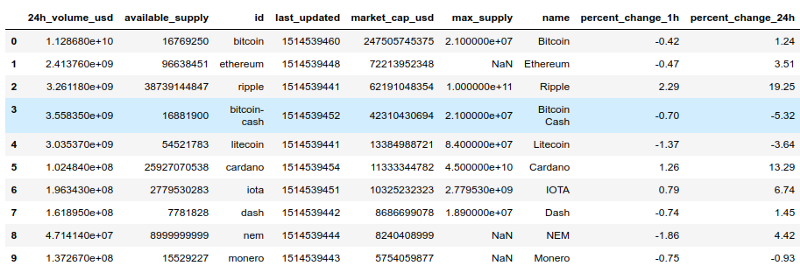 24h_volume_usd available_supply id last_updated market_cap_usd max_supply name percent_change_1h percent_change_24h
0 1.128680e+10 16769250 bitcoin 1514539460 247505745375 2.100000e+07 Bitcoin -0.42 1.24
1 2.413760e+09 96638451 ethereum 1514539448 72213952348 NaN Ethereum -0.47 3.51
2 3.261180e+09 38739144847 ripple 1514539441 62191048354 1.000000e+11 Ripple 2.29 19.25
3 3.558350e+09 16881900 bitcoin-cash 1514539452 42310430694 2.100000e+07 Bitcoin Cash -0.70 -5.32
4 3.035370e+09 54521783 litecoin 1514539441 13384988721 8.400000e+07 Litecoin -1.37 -3.64
5 1.024840e+08 25927070538 cardano 1514539454 11333344782 4.500000e+10 Cardano 1.26 13.29
6 1.963430e+08 2779530283 iota 1514539451 10325232323 2.779530e+09 IOTA 0.79 6.74
7 1.618950e+08 7781828 dash 1514539442 8686699078 1.890000e+07 Dash -0.74 1.45
8 4.714140e+07 8999999999 nem 1514539444 8240408999 NaN NEM -1.86 4.42
9 1.372670e+08 15529227 monero 1514539443 5754059877 NaN Monero -0.75 -0.93